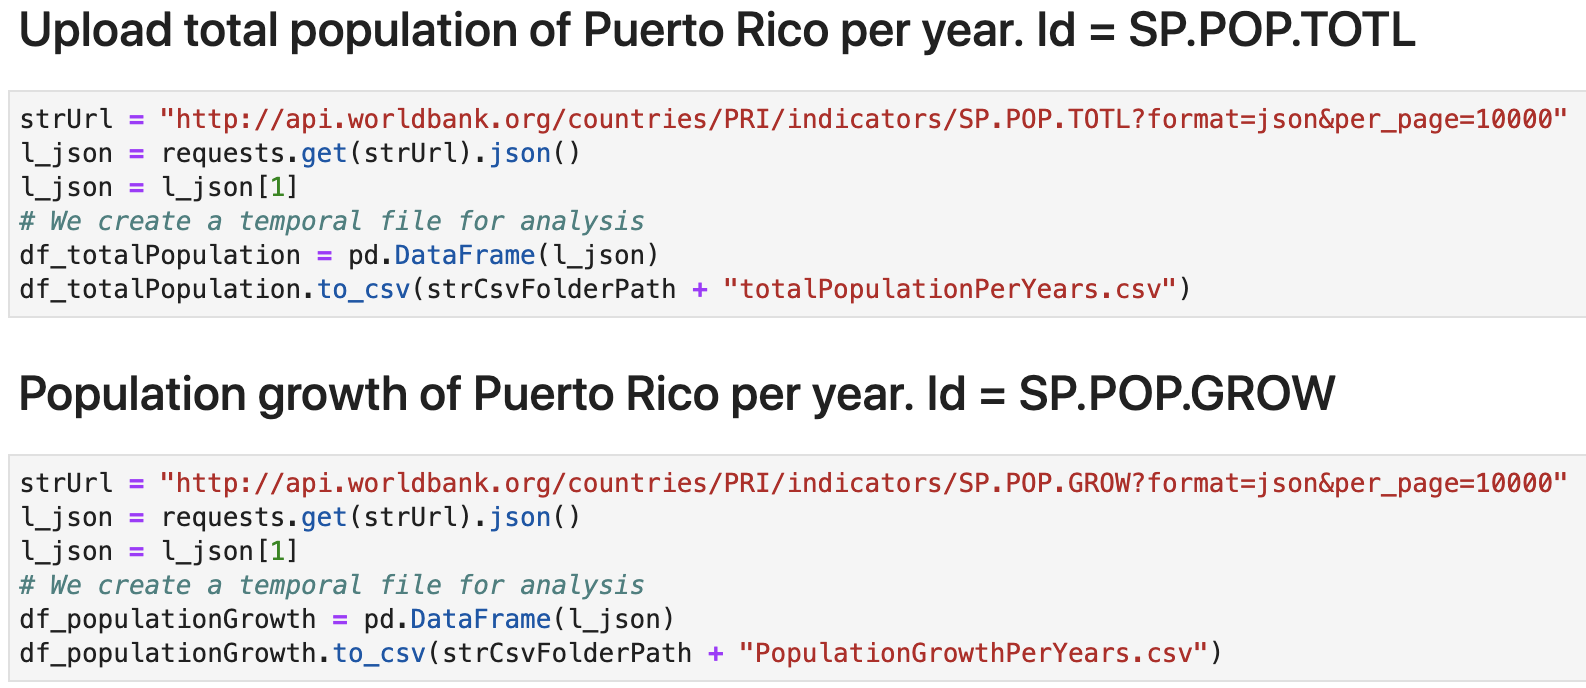 Upload total population of Puerto Rico per year. Id = SP.POP.TOTL
strUrl = "http://api.worldbank.org/countries/PRI/indicators/SP.POP.TOTL?format=json&per_page=10000"
l_json = requests.get(strUrl).json()
l_json = l_json[1]
# We create a temporal file for analysis
df_totalPopulation = pd.DataFrame(l_json)
df_totalPopulation.to_csv(strCsvFolderPath + "totalPopulationPerYears.csv")
Population growth of Puerto Rico per year. Id = SP.POP.GROW
strUrl = "http://api.worldbank.org/countries/PRI/indicators/SP.POP.GROW?format=json&per_page=10000"
l_json = requests.get(strUrl).json()
l_json = l_json[1]
# We create a temporal file for analysis
df_populationGrowth = pd.DataFrame(l_json)
df_populationGrowth.to_csv(strCsvFolderPath + "PopulationGrowthPerYears.csv")